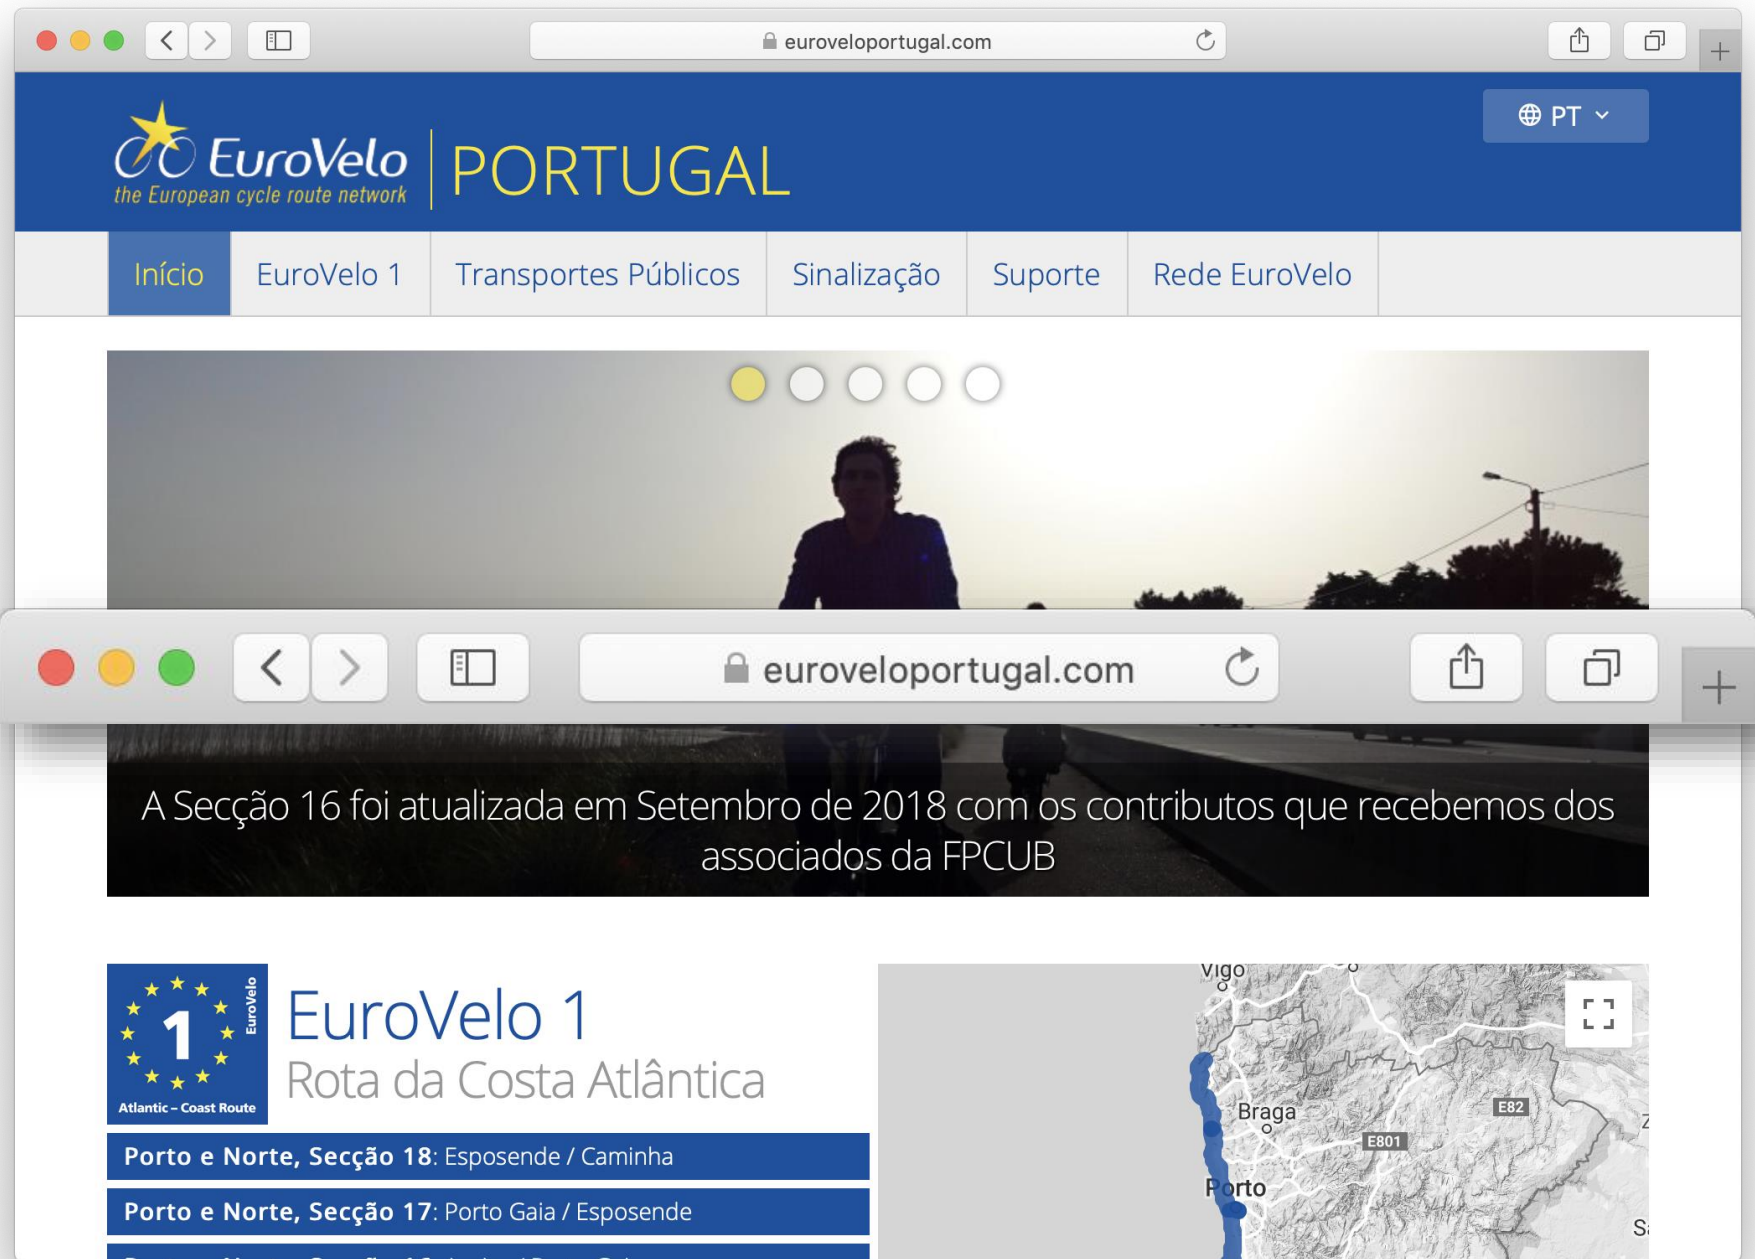 euroveloportugal.com
PT
EuroVelo
the European cycle route network
PORTUGAL
Início
EuroVelo 1
Transportes Públicos
Sinalização
Suporte
Rede EuroVelo
euroveloportugal.com
A Secção 16 foi atualizada em Setembro de 2018 com os contributos que recebemos dos
associados da FPCUB
1
EuroVelo
Atlantic – Coast Route
EuroVelo 1
Rota da Costa Atlântica
Porto e Norte, Secção 18: Esposende / Caminha
Porto e Norte, Secção 17: Porto Gaia / Esposende
Vigo
Braga
E82
E801
Porto